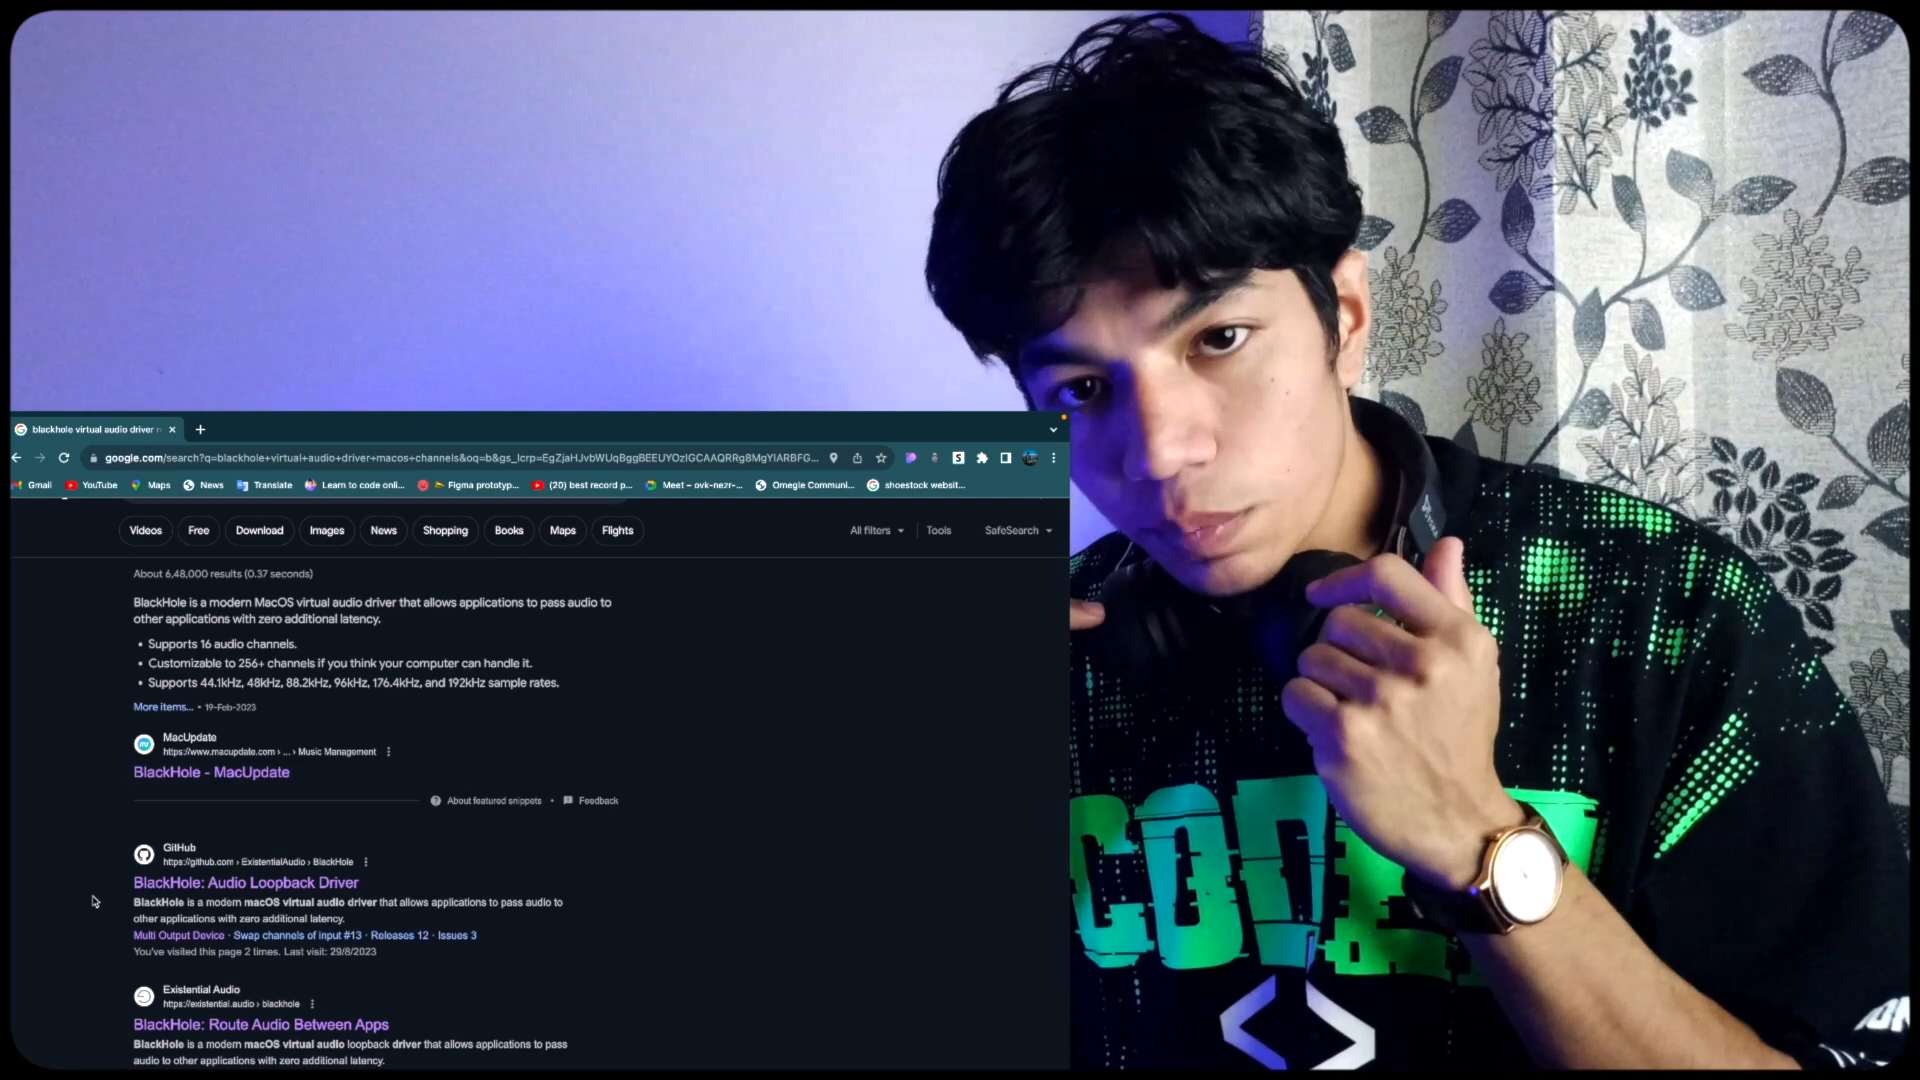 blackhole virtual audio driver
google.com/search?q=blackhole+virtual+audio+driver+macos+channels&oq=b&gs_lcrp=EgZjaHJvbWUqBggBEEUYOzIGCAAQRRg8MgYIARBFG...
Gmail YouTube Maps News Translate Learn to code onli... Figma prototyp... (20) best record p... Meet – ovk-nezr-... Omegle Communi... shoestock websit...
Videos Free Download Images News Shopping Books Maps Flights All filters Tools SafeSearch
About 6,48,000 results (0.37 seconds)
BlackHole is a modern MacOS virtual audio driver that allows applications to pass audio to
other applications with zero additional latency.
• Supports 16 audio channels.
• Customizable to 256+ channels if you think your computer can handle it.
• Supports 44.1kHz, 48kHz, 88.2kHz, 96kHz, 176.4kHz, and 192kHz sample rates.
More items... • 19-Feb-2023
MacUpdate
https://www.macupdate.com › ... › Music Management
BlackHole - MacUpdate
About featured snippets • Feedback
GitHub
https://github.com › ExistentialAudio › BlackHole
BlackHole: Audio Loopback Driver
BlackHole is a modern macOS virtual audio driver that allows applications to pass audio to
other applications with zero additional latency.
Multi Output Device · Swap channels of input #13 · Releases 12 · Issues 3
You've visited this page 2 times. Last visit: 29/8/2023
Existential Audio
https://existential.audio › blackhole
BlackHole: Route Audio Between Apps
BlackHole is a modern macOS virtual audio loopback driver that allows applications to pass
audio to other applications with zero additional latency.